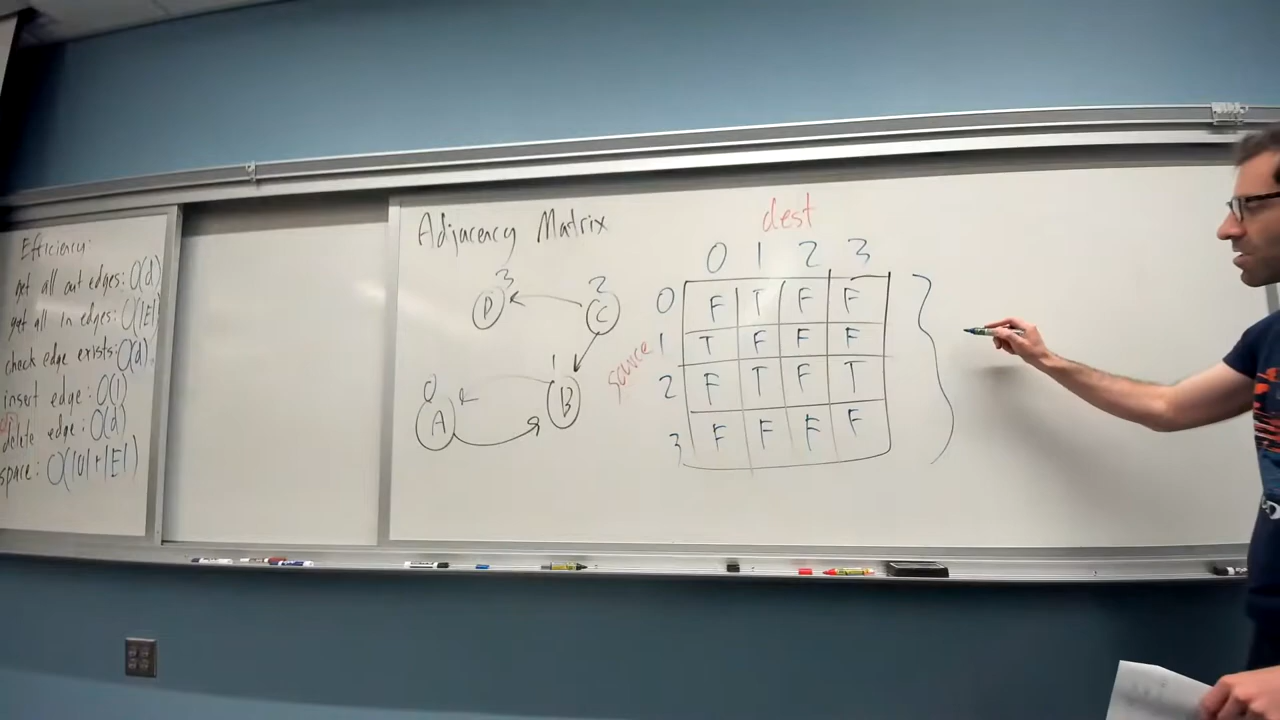 Efficiency:
get all out edges: O(d)
get all in edges: O(|E|
check edge exists: O(d)
insert edge: O(1)
delete edge: O(d)
space: O(|U|+|E|)
Adjacency Matrix
3
D
2
C
1
B
0
A
dest
0 1 2 3
source
0 F T F F
1 T F F F
2 F T F T
3 F F F F